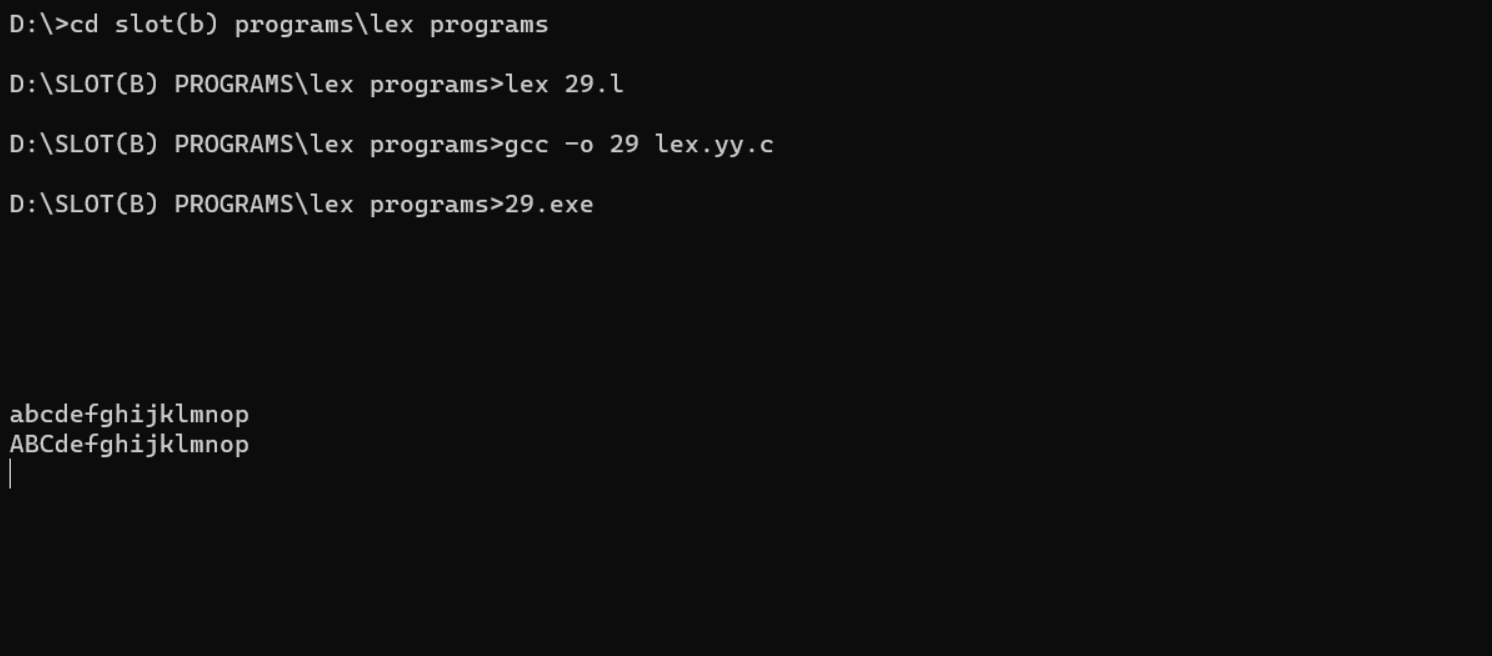 D:\>cd slot(b) programs\lex programs
D:\SLOT(B) PROGRAMS\lex programs>lex 29.l
D:\SLOT(B) PROGRAMS\lex programs>gcc -o 29 lex.yy.c
D:\SLOT(B) PROGRAMS\lex programs>29.exe
abcdefghijklmnop
ABCdefghijklmnop